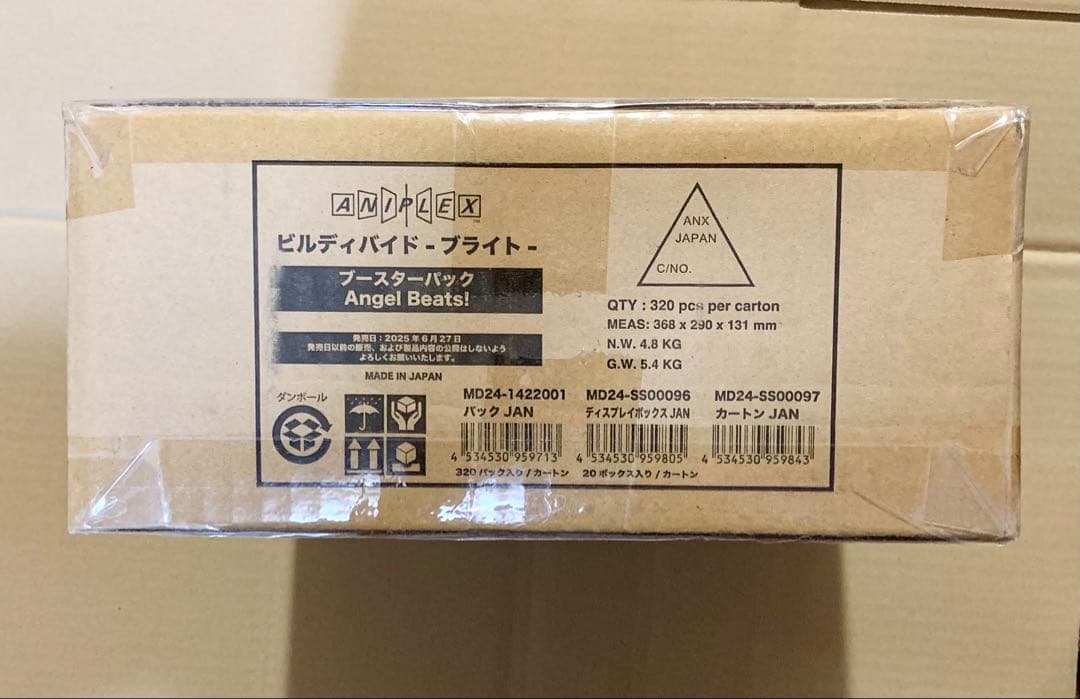 ANIPLEX
ビルディバイド -ブライト-
ブースターパック
Angel Beats!
発売日：2025年6月27日
発売日以前の販売、および製品内容の公開はしないよう
よろしくお願いいたします。
MADE IN JAPAN
ANX
JAPAN
C/NO.
QTY : 320 pcs per carton
MEAS: 368 x 290 x 131 mm
N.W. 4.8 KG
G.W. 5.4 KG
ダンボール
MD24-1422001
パック JAN
4 534530 959713
320 パック入り / カートン
MD24-SS00096
ディスプレイボックス JAN
4 534530 959805
20 ボックス入り / カートン
MD24-SS00097
カートン JAN
4 534530 959843